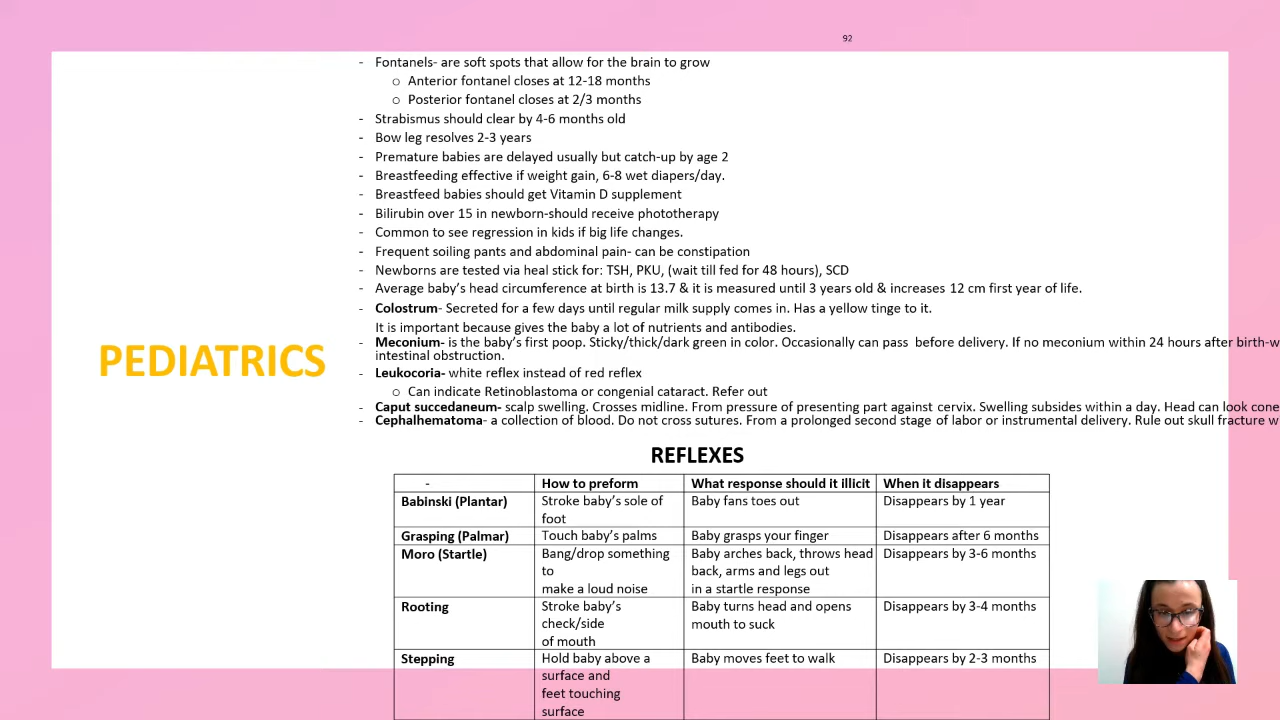 92
- Fontanels- are soft spots that allow for the brain to grow
o Anterior fontanel closes at 12-18 months
o Posterior fontanel closes at 2/3 months
- Strabismus should clear by 4-6 months old
- Bow leg resolves 2-3 years
- Premature babies are delayed usually but catch-up by age 2
- Breastfeeding effective if weight gain, 6-8 wet diapers/day.
- Breastfeed babies should get Vitamin D supplement
- Bilirubin over 15 in newborn-should receive phototherapy
- Common to see regression in kids if big life changes.
- Frequent soiling pants and abdominal pain- can be constipation
- Newborns are tested via heal stick for: TSH, PKU, (wait till fed for 48 hours), SCD
- Average baby's head circumference at birth is 13.7 & it is measured until 3 years old & increases 12 cm first year of life.
- Colostrum- Secreted for a few days until regular milk supply comes in. Has a yellow tinge to it.
It is important because gives the baby a lot of nutrients and antibodies.
- Meconium- is the baby's first poop. Sticky/thick/dark green in color. Occasionally can pass before delivery. If no meconium within 24 hours after birth-w
intestinal obstruction.
- Leukocoria- white reflex instead of red reflex
o Can indicate Retinoblastoma or congenial cataract. Refer out
- Caput succedaneum- scalp swelling. Crosses midline. From pressure of presenting part against cervix. Swelling subsides within a day. Head can look cone
- Cephalhematoma- a collection of blood. Do not cross sutures. From a prolonged second stage of labor or instrumental delivery. Rule out skull fracture w
PEDIATRICS
REFLEXES
- How to preform What response should it illicit When it disappears
Babinski (Plantar) Stroke baby's sole of Baby fans toes out Disappears by 1 year
foot
Grasping (Palmar) Touch baby's palms Baby grasps your finger Disappears after 6 months
Moro (Startle) Bang/drop something Baby arches back, throws head Disappears by 3-6 months
to back, arms and legs out
make a loud noise in a startle response
Rooting Stroke baby's Baby turns head and opens Disappears by 3-4 months
check/side mouth to suck
of mouth
Stepping Hold baby above a Baby moves feet to walk Disappears by 2-3 months
surface and
feet touching
surface